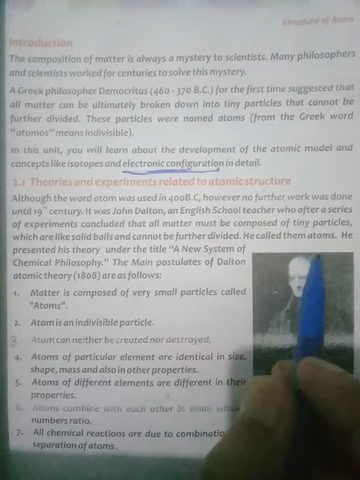 Structure of Atom
Introduction
The composition of matter is always a mystery to scientists. Many philosophers
and scientists worked for centuries to solve this mystery.
A Greek philosopher Democritus (460 - 370 B.C.) for the first time suggested that
all matter can be ultimately broken down into tiny particles that cannot be
further divided. These particles were named atoms (from the Greek word
"atomos" means indivisible).
In this unit, you will learn about the development of the atomic model and
concepts like isotopes and electronic configuration in detail.
2.1 Theories and experiments related to atomic structure
Although the word atom was used in 400B.C, however no further work was done
until 19th century. It was John Dalton, an English School teacher who after a series
of experiments concluded that all matter must be composed of tiny particles,
which are like solid balls and cannot be further divided. He called them atoms. He
presented his theory under the title "A New System of
Chemical Philosophy." The Main postulates of Dalton
atomic theory (1808) are as follows:
1. Matter is composed of very small particles called
"Atoms".
2. Atom is an indivisible particle.
3 Atom can neither be created nor destroyed.
4. Atoms of particular element are identical in size,
shape, mass and also in other properties.
5. Atoms of different elements are different in their
properties.
6. Atoms combine with each other in small
numbers ratio.
7. All chemical reactions are due to
separation of atoms.